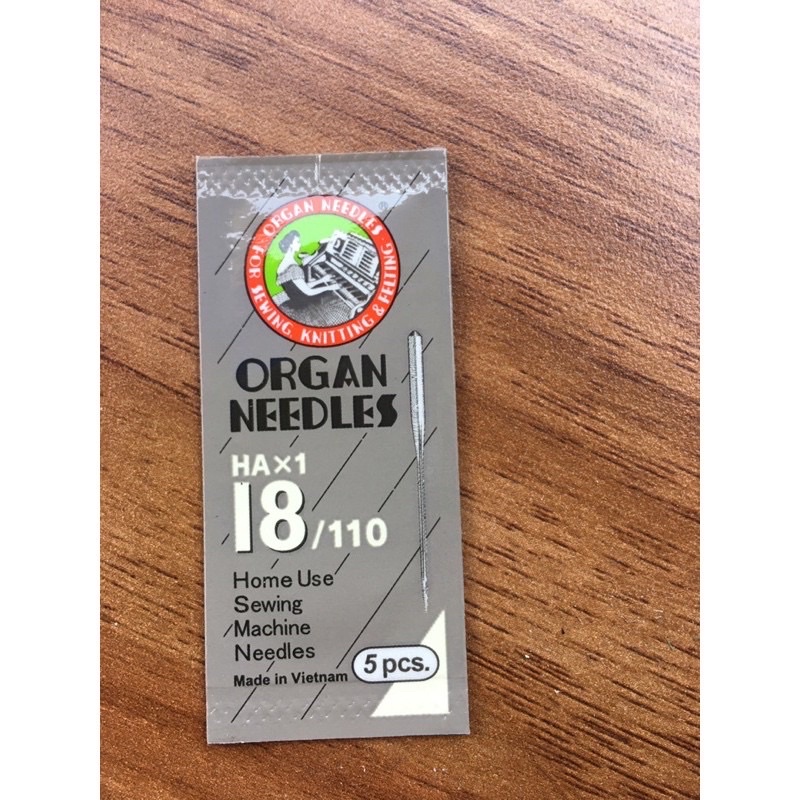 ORGAN NEEDLES
®
FOR SEWING KNITTING & FELTING
ORGAN
NEEDLES
HA×1
18/110
Home Use
Sewing
Machine
Needles
5 pcs.
Made in Vietnam